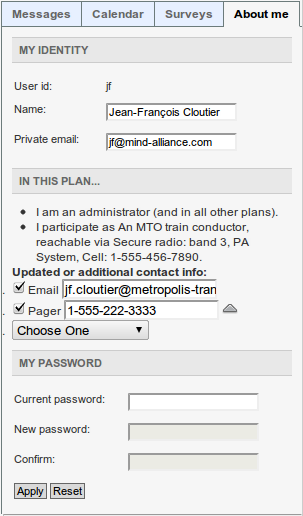 Messages Calendar Surveys About me
MY IDENTITY
User id: jf
Name: Jean-François Cloutier
Private email: jf@mind-alliance.com
IN THIS PLAN...
• I am an administrator (and in all other plans).
• I participate as An MTO train conductor,
reachable via Secure radio: band 3, PA
System, Cell: 1-555-456-7890.
Updated or additional contact info:
. Email jf.cloutier@metropolis-tran
. Pager 1-555-222-3333
. Choose One
MY PASSWORD
Current password:
New password:
Confirm:
Apply Reset